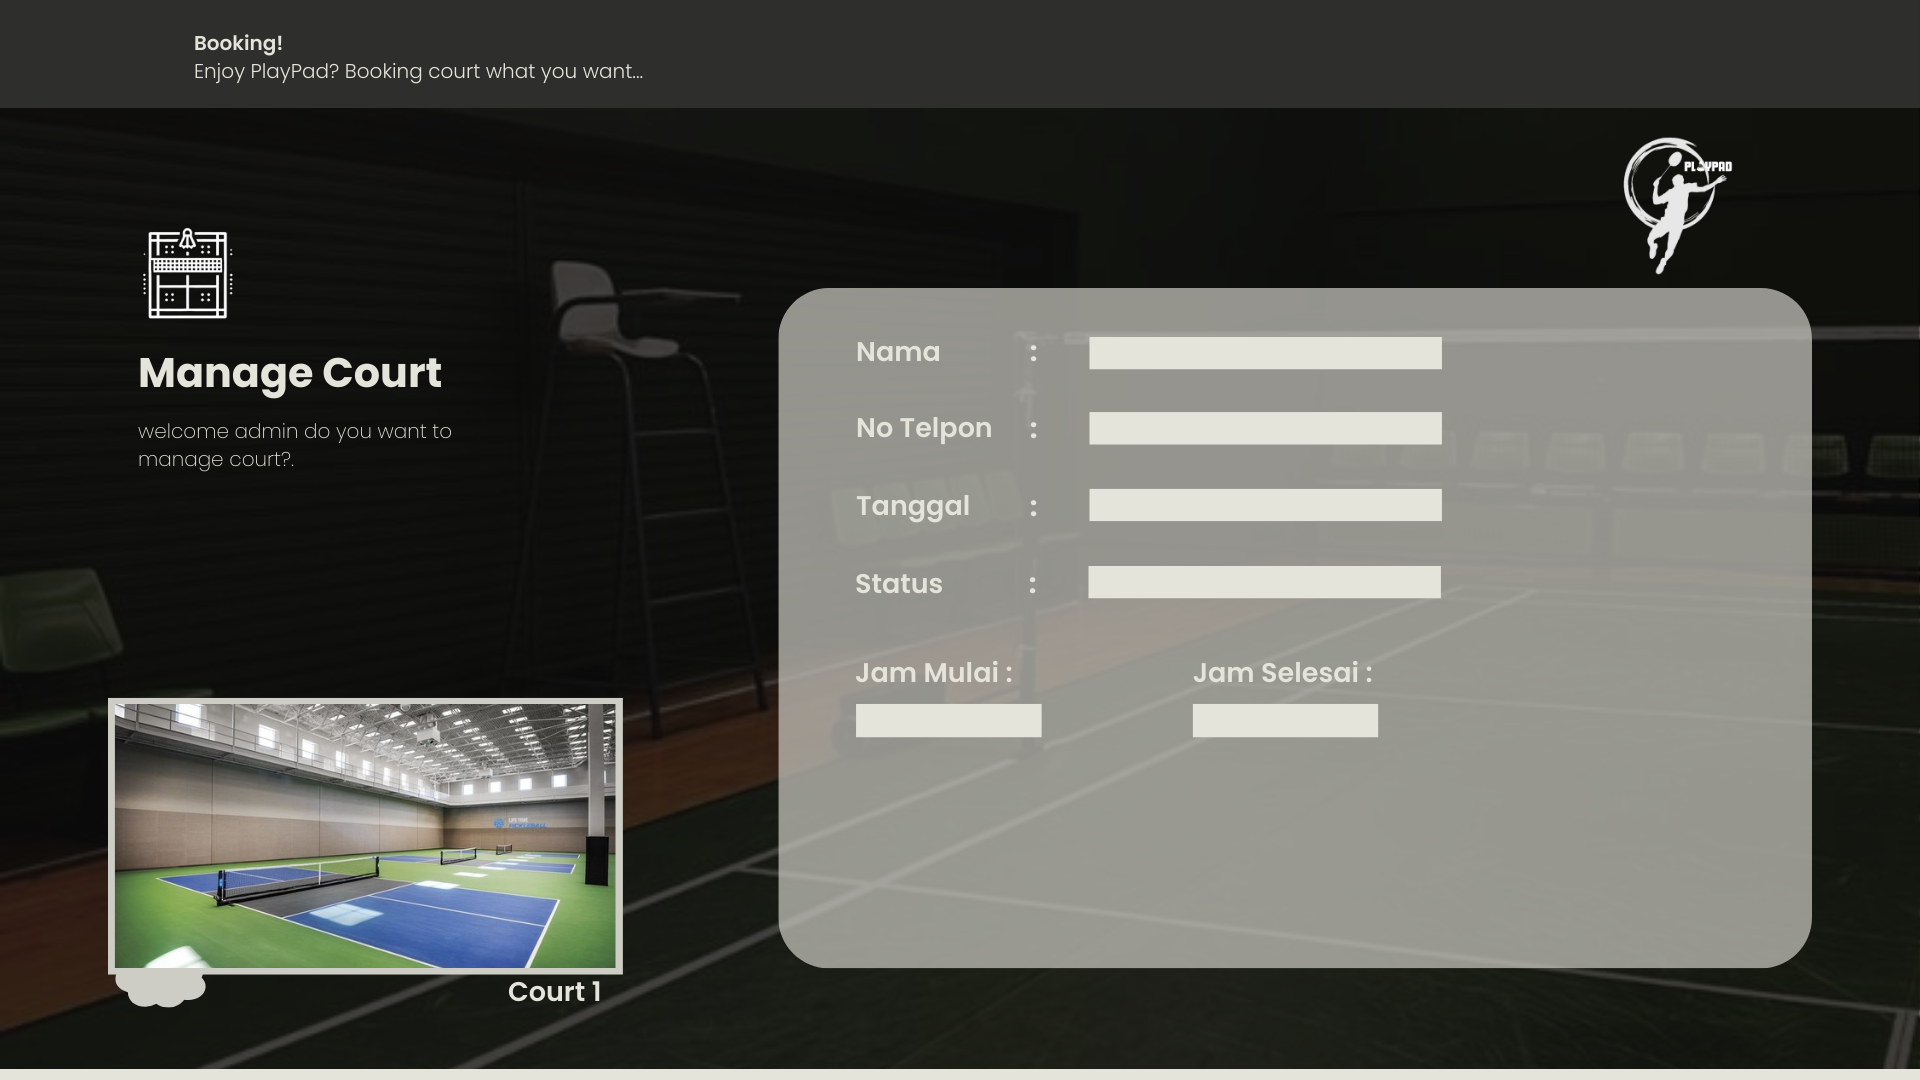 Booking!
Enjoy PlayPad? Booking court what you want...
PLAYPAD
Manage Court
welcome admin do you want to
manage court?.
Nama :
No Telpon :
Tanggal :
Status :
Jam Mulai : Jam Selesai :
Court 1